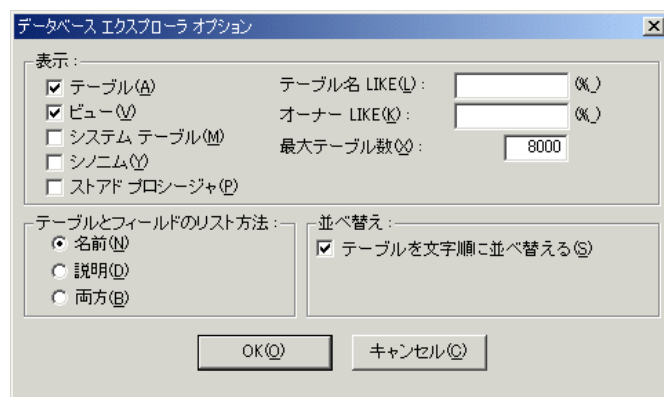 データベース エクスプローラ オプション
表示：
テーブル(A)
ビュー(V)
システム テーブル(M)
シノニム(Y)
ストアド プロシージャ(P)
テーブル名 LIKE(L)： (%_)
オーナー LIKE(K)： (%_)
最大テーブル数(X)： 8000
テーブルとフィールドのリスト方法：
名前(N)
説明(D)
両方(B)
並べ替え：
テーブルを文字順に並べ替える(S)
OK(O) キャンセル(C)